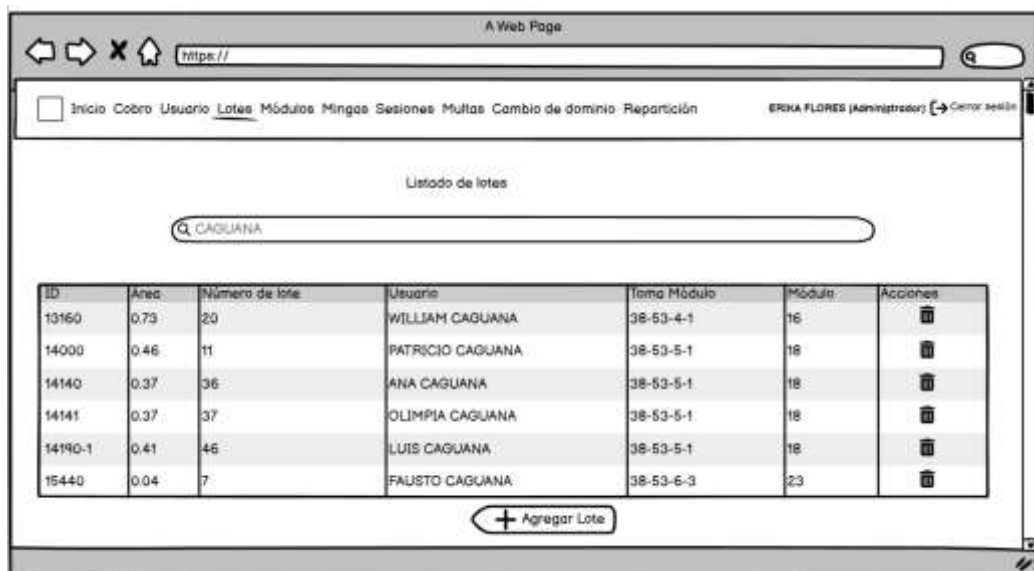 A Web Page
https://
Inicio Cobro Usuario Lotes Módulos Mingas Sesiones Multas Cambio de dominio Repartición ERIKA FLORES (Administrador) Cerrar sesión
Listado de lotes
CAGUANA
ID Area Número de lote Usuario Toma Módulo Módulo Acciones
13160 0.73 20 WILLIAM CAGUANA 38-53-4-1 16
14000 0.46 11 PATRICIO CAGUANA 38-53-5-1 18
14140 0.37 36 ANA CAGUANA 38-53-5-1 18
14141 0.37 37 OLIMPIA CAGUANA 38-53-5-1 18
14190-1 0.41 46 LUIS CAGUANA 38-53-5-1 18
15440 0.04 7 FAUSTO CAGUANA 38-53-6-3 23
Agregar Lote